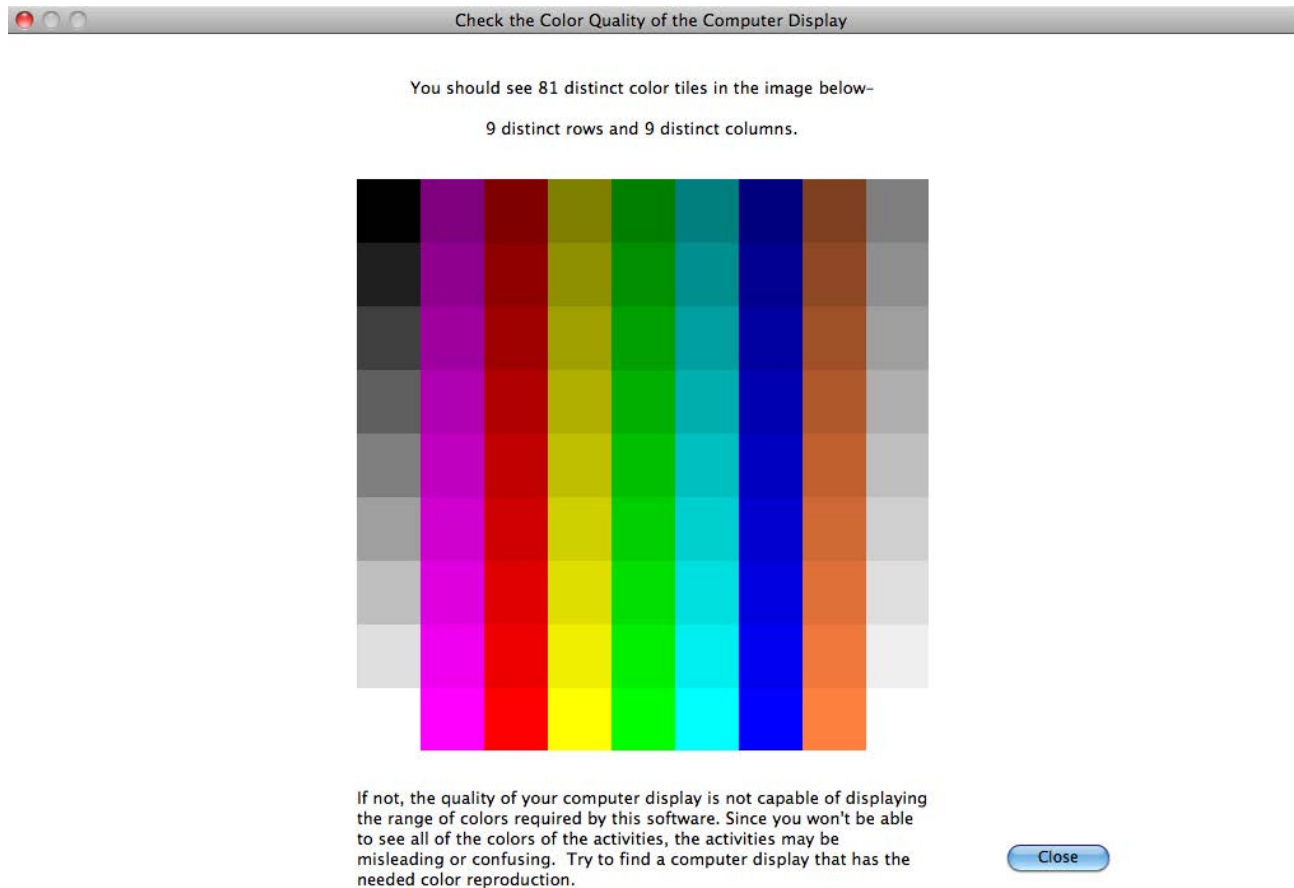 Check the Color Quality of the Computer Display
You should see 81 distinct color tiles in the image below–
9 distinct rows and 9 distinct columns.
If not, the quality of your computer display is not capable of displaying
the range of colors required by this software. Since you won't be able
to see all of the colors of the activities, the activities may be
misleading or confusing.  Try to find a computer display that has the
needed color reproduction.
Close